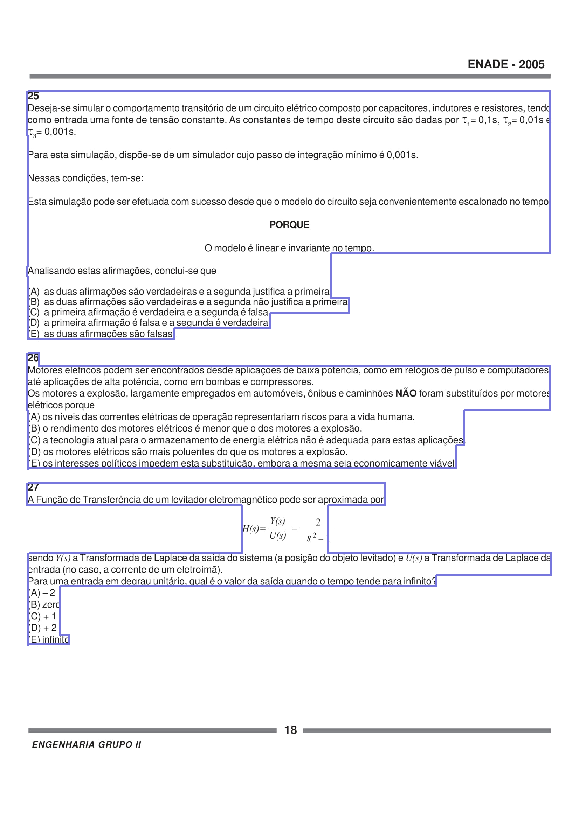 ENADE - 2005
25
Deseja-se simular o comportamento transitório de um circuito elétrico composto por capacitores, indutores e resistores, tendo
como entrada uma fonte de tensão constante. As constantes de tempo deste circuito são dadas por τ1= 0,1s, τ2= 0,01s e
τ3= 0,001s.
Para esta simulação, dispõe-se de um simulador cujo passo de integração mínimo é 0,001s.
Nessas condições, tem-se:
Esta simulação pode ser efetuada com sucesso desde que o modelo do circuito seja convenientemente escalonado no tempo
PORQUE
O modelo é linear e invariante no tempo.
Analisando estas afirmações, conclui-se que
(A) as duas afirmações são verdadeiras e a segunda justifica a primeira.
(B) as duas afirmações são verdadeiras e a segunda não justifica a primeira.
(C) a primeira afirmação é verdadeira e a segunda é falsa.
(D) a primeira afirmação é falsa e a segunda é verdadeira.
(E) as duas afirmações são falsas.
26
Motores elétricos podem ser encontrados desde aplicações de baixa potência, como em relógios de pulso e computadores,
até aplicações de alta potência, como em bombas e compressores.
Os motores a explosão, largamente empregados em automóveis, ônibus e caminhões NÃO foram substituídos por motores
elétricos porque
(A) os níveis das correntes elétricas de operação representariam riscos para a vida humana.
(B) o rendimento dos motores elétricos é menor que o dos motores a explosão.
(C) a tecnologia atual para o armazenamento de energia elétrica não é adequada para estas aplicações.
(D) os motores elétricos são mais poluentes do que os motores a explosão.
(E) os interesses políticos impedem esta substituição, embora a mesma seja economicamente viável.
27
A Função de Transferência de um levitador eletromagnético pode ser aproximada por
H(s)= Y(s)/U(s) = 2/s² –
sendo Y(s) a Transformada de Laplace da saída do sistema (a posição do objeto levitado) e U(s) a Transformada de Laplace da
entrada (no caso, a corrente de um eletroímã).
Para uma entrada em degrau unitário, qual é o valor da saída quando o tempo tende para infinito?
(A) – 2
(B) zero
(C) + 1
(D) + 2
(E) infinito
18
ENGENHARIA GRUPO II